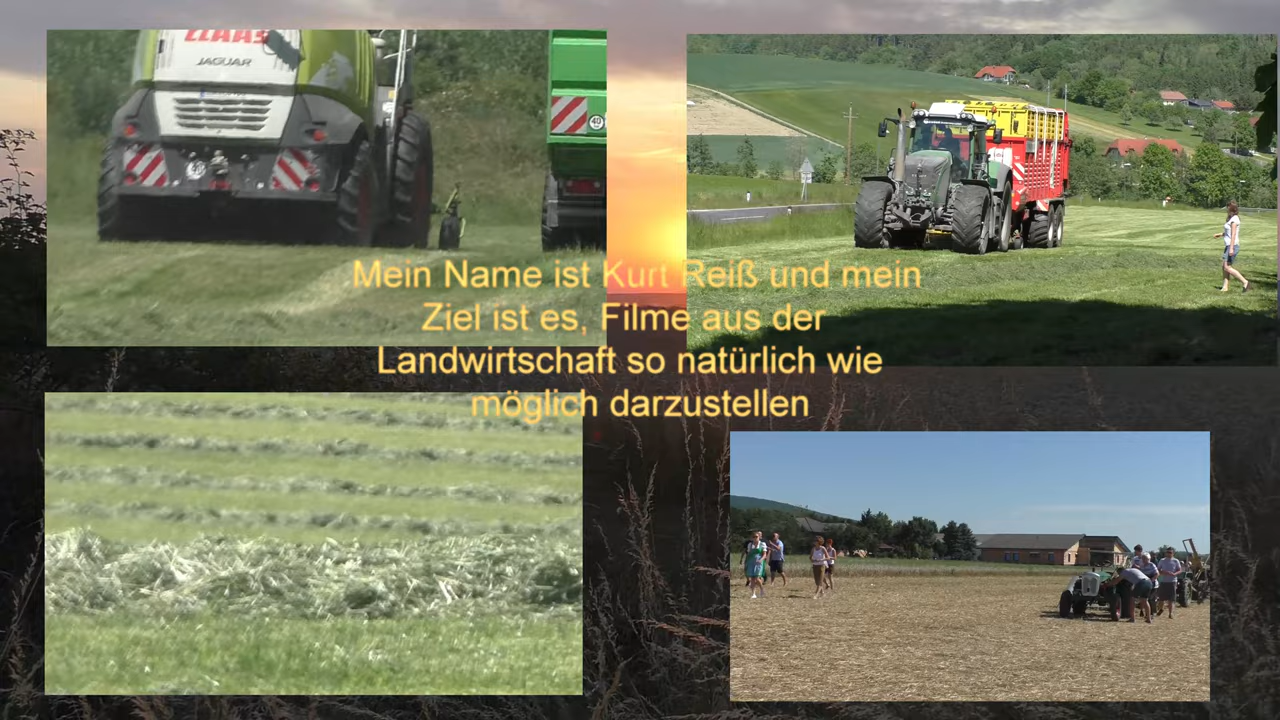 CLAAS
JAGUAR
40
Mein Name ist Kurt Reiß und mein
Ziel ist es, Filme aus der
Landwirtschaft so natürlich wie
möglich darzustellen